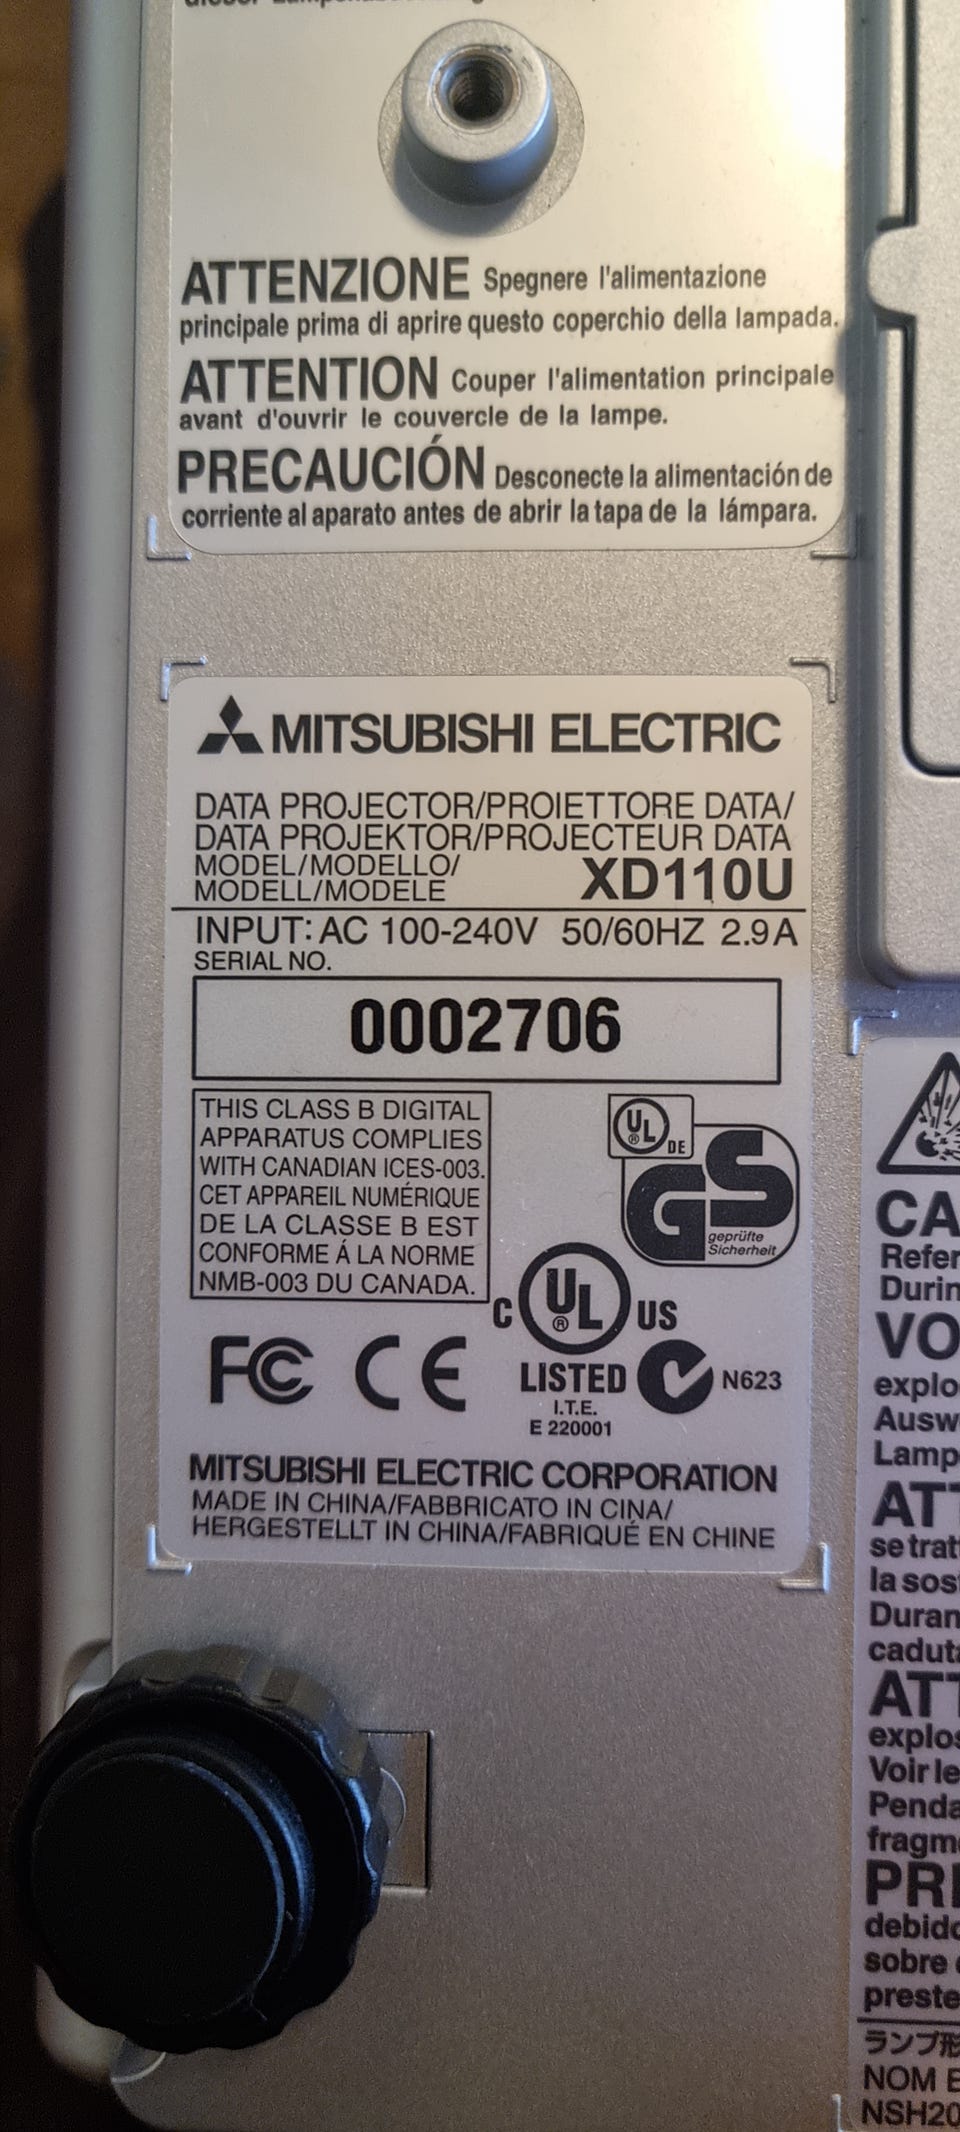 ATTENZIONE Spegnere l'alimentazione
principale prima di aprire questo coperchio della lampada.
ATTENTION Couper l'alimentation principale
avant d'ouvrir le couvercle de la lampe.
PRECAUCIÓN Desconecte la alimentación de
corriente al aparato antes de abrir la tapa de la lámpara.
MITSUBISHI ELECTRIC
DATA PROJECTOR/PROIETTORE DATA/
DATA PROJEKTOR/PROJECTEUR DATA
MODEL/MODELLO/
MODELL/MODELE XD110U
INPUT: AC 100-240V 50/60HZ 2.9A
SERIAL NO.
0002706
THIS CLASS B DIGITAL
APPARATUS COMPLIES
WITH CANADIAN ICES-003.
CET APPAREIL NUMÉRIQUE
DE LA CLASSE B EST
CONFORME Á LA NORME
NMB-003 DU CANADA.
UL ® DE
GS
geprüfte
Sicherheit
C UL ® US
LISTED
I.T.E.
E 220001
N623
FC CE
MITSUBISHI ELECTRIC CORPORATION
MADE IN CHINA/FABBRICATO IN CINA/
HERGESTELLT IN CHINA/FABRIQUÉ EN CHINE
CA
Refer
Durin
VO
explo
Ausw
Lamp
ATT
se trat
la sos
Duran
caduta
ATT
explos
Voir le
Penda
fragm
PRE
debido
sobre
preste
ランプ形
NOM
NSH20